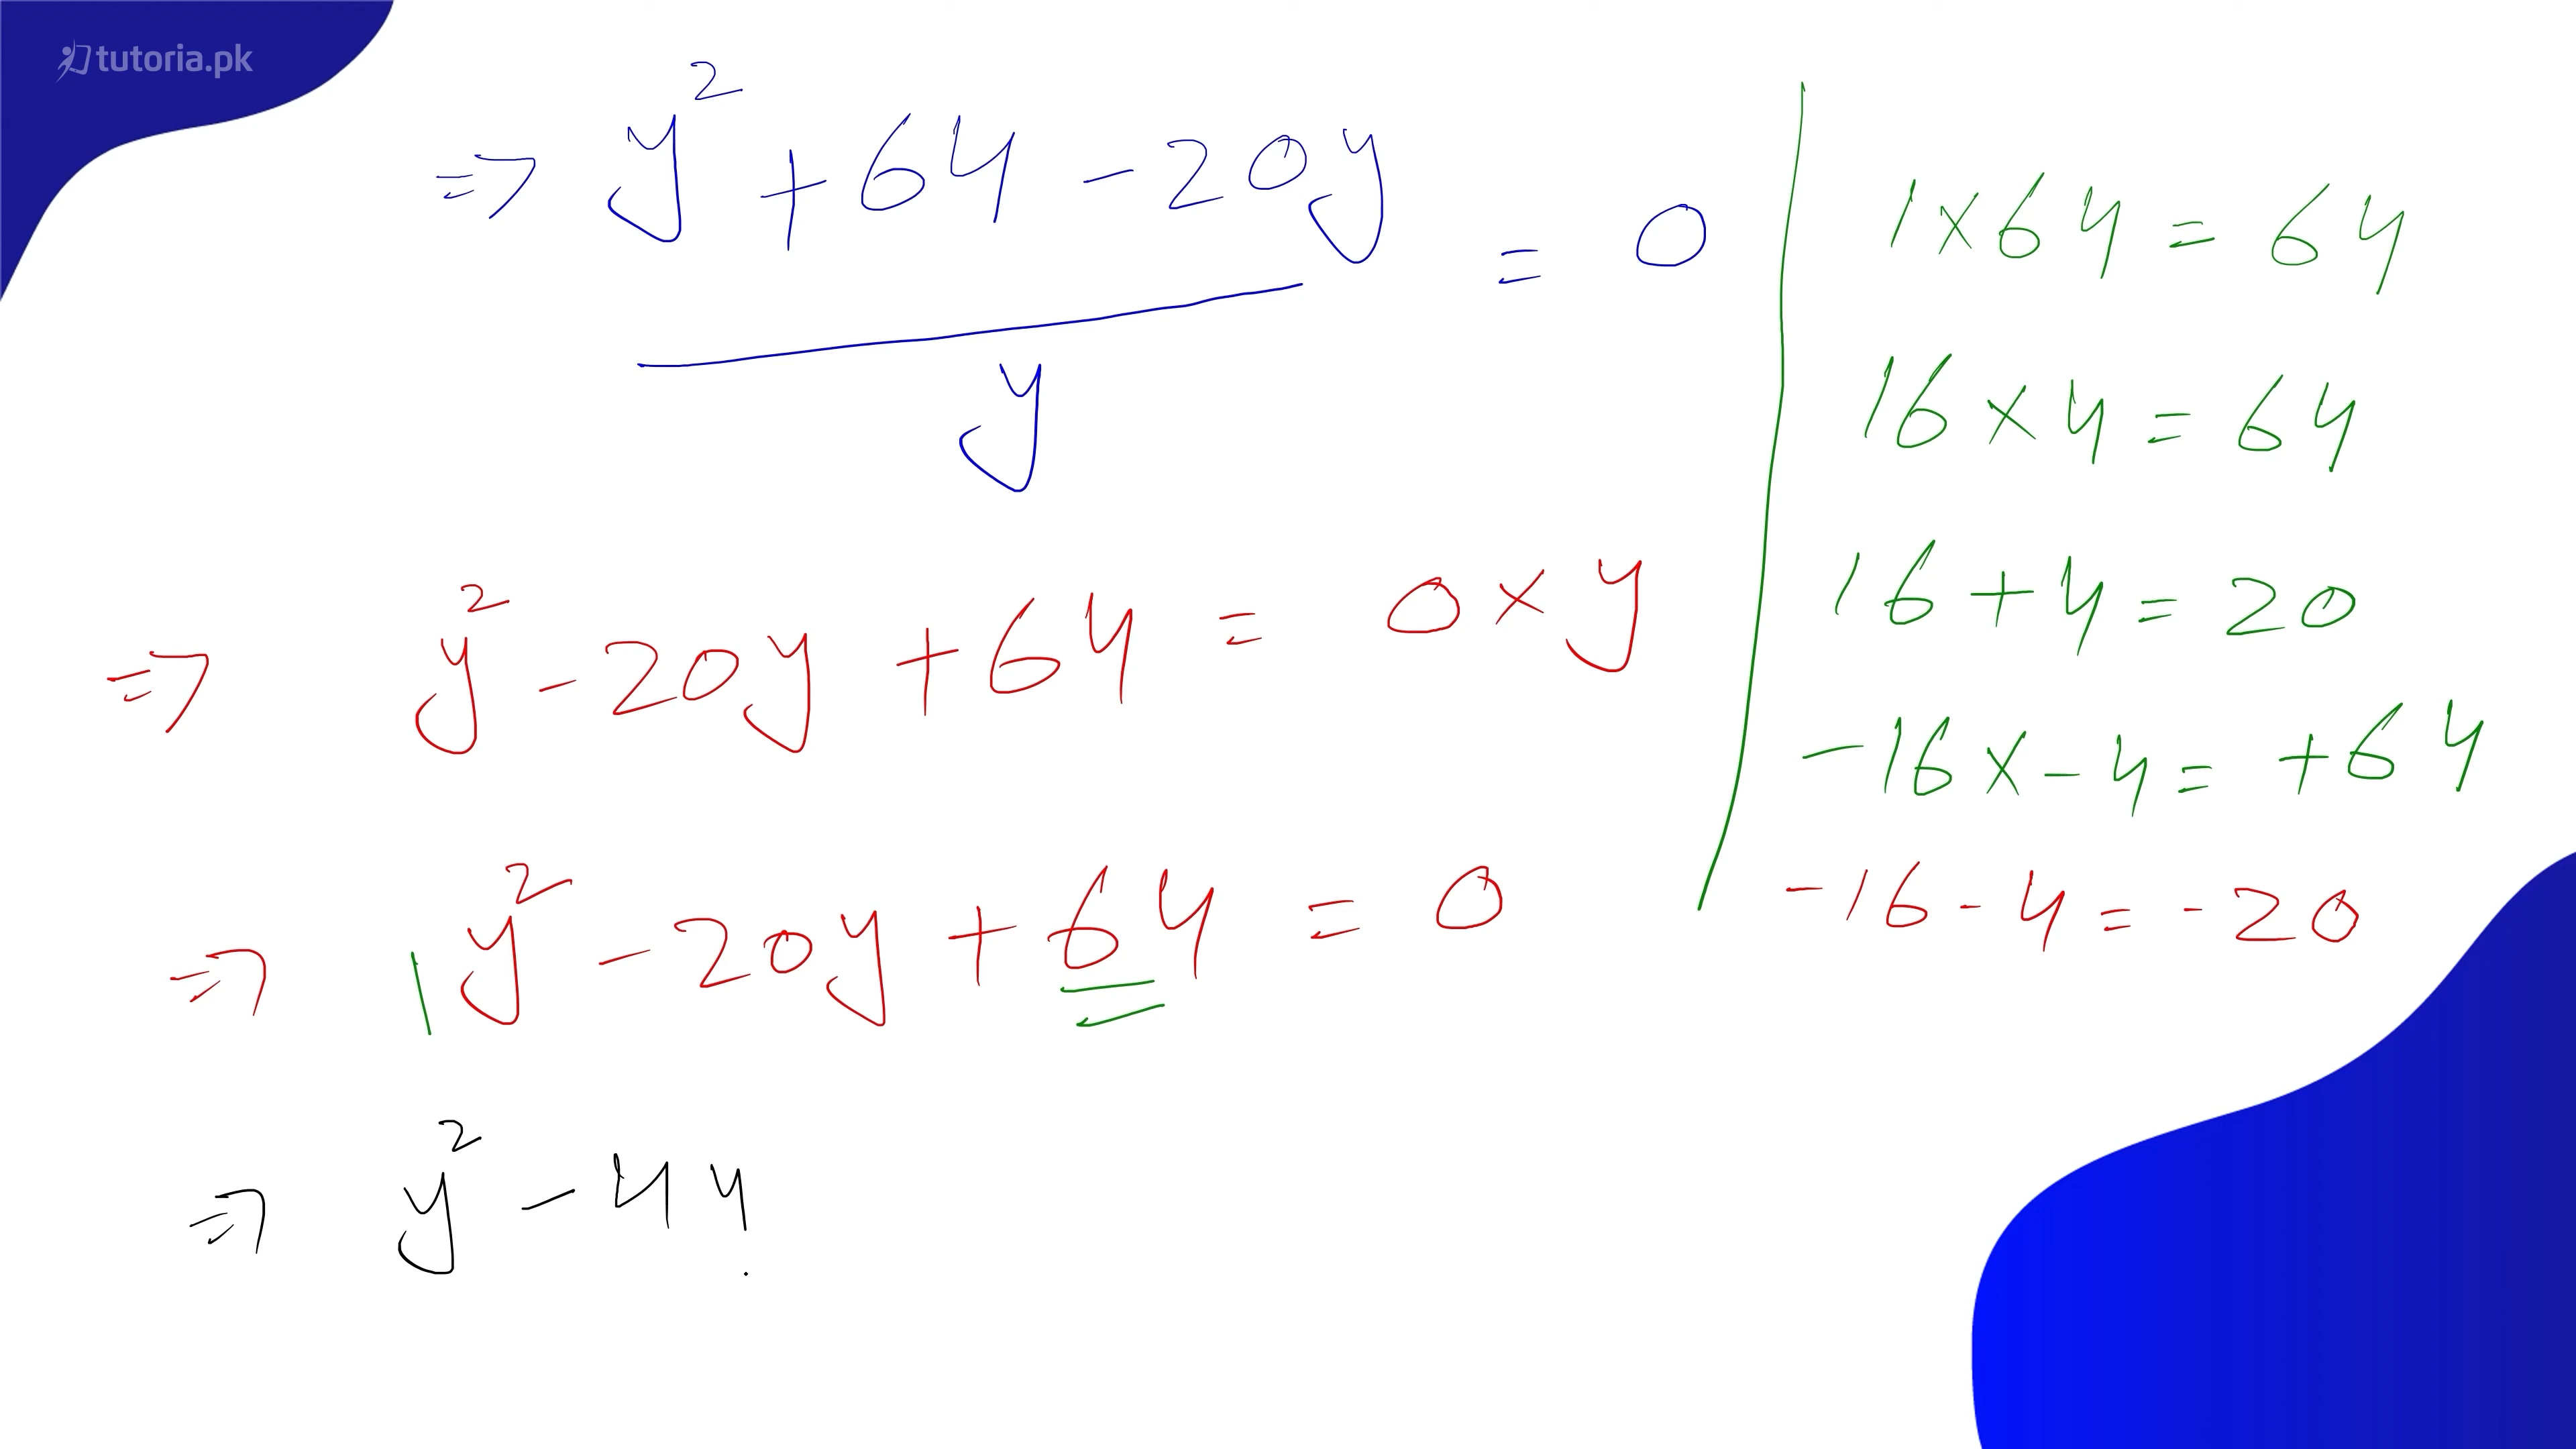 tutoria.pk
⇒ y² + 64 - 20y = 0
y
⇒ y² - 20y + 64 = 0 × y
⇒ 1y² - 20y + 64 = 0
⇒ y² - 4y
1 × 64 = 64
16 × 4 = 64
16 + 4 = 20
-16 × -4 = +64
-16 - 4 = -20